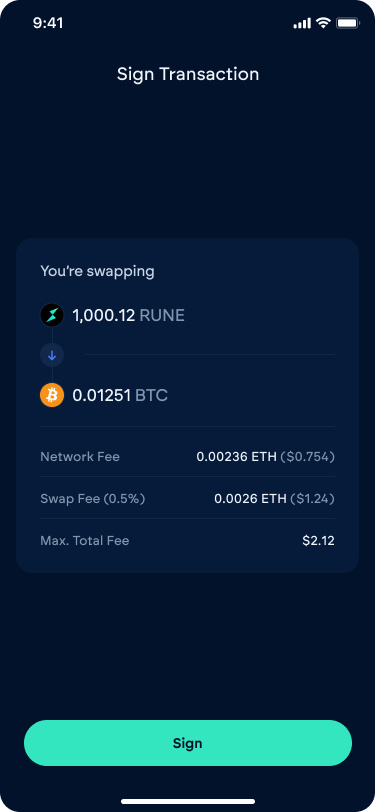 9:41
Sign Transaction
You're swapping
1,000.12 RUNE
0.01251 BTC
Network Fee 0.00236 ETH ($0.754)
Swap Fee (0.5%) 0.0026 ETH ($1.24)
Max. Total Fee $2.12
Sign